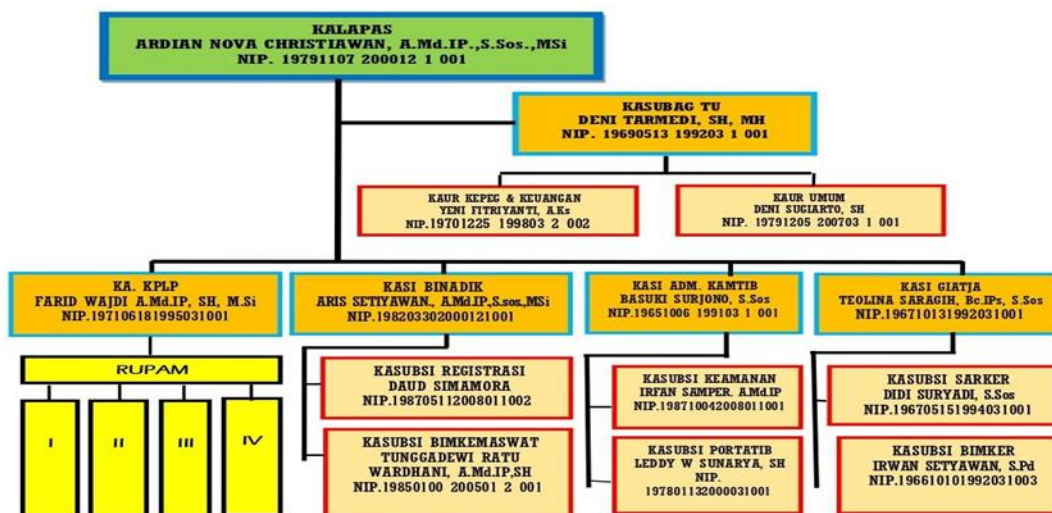 KALAPAS
ARDIAN NOVA CHRISTIAWAN, A.Md.IP.,S.Sos.,MSi
NIP. 19791107 200012 1 001
KASUBAG TU
DENI TARMEDI, SH, MH
NIP. 19690513 199203 1 001
KAUR KEPEG & KEUANGAN
YENI FITRIYANTI, A.Ks
NIP.19701225 199803 2 002
KAUR UMUM
DENI SUGIARTO, SH
NIP. 19791205 200703 1 001
KA. KPLP
FARID WAJDI A.Md.IP, SH, M.Si
NIP.197106181995031001
KASI BINADIK
ARIS SETIYAWAN., A.Md.IP,S.sos,MSi
NIP.198203302000121001
KASI ADM. KAMTIB
BASUKI SURJONO, S.Sos
NIP.19651006 199103 1 001
KASI GIATJA
TEOLINA SARAGIH, Bc.IPs, S.Sos
NIP.196710131992031001
RUPAM
I
II
III
IV
KASUBSI REGISTRASI
DAUD SIMAMORA
NIP.198705112008011002
KASUBSI BIMKEMASWAT
TUNGGADEWI RATU
WARDHANI, A.Md.IP,SH
NIP.19850100 200501 2 001
KASUBSI KEAMANAN
IRFAN SAMPER. A.Md.IP
NIP.198710042008011001
KASUBSI PORTATIB
LEDDY W SUNARYA, SH
NIP.
197801132000031001
KASUBSI SARKER
DIDI SURYADI, S.Sos
NIP.196705151994031001
KASUBSI BIMKER
IRWAN SETYAWAN, S.Pd
NIP.196610101992031003